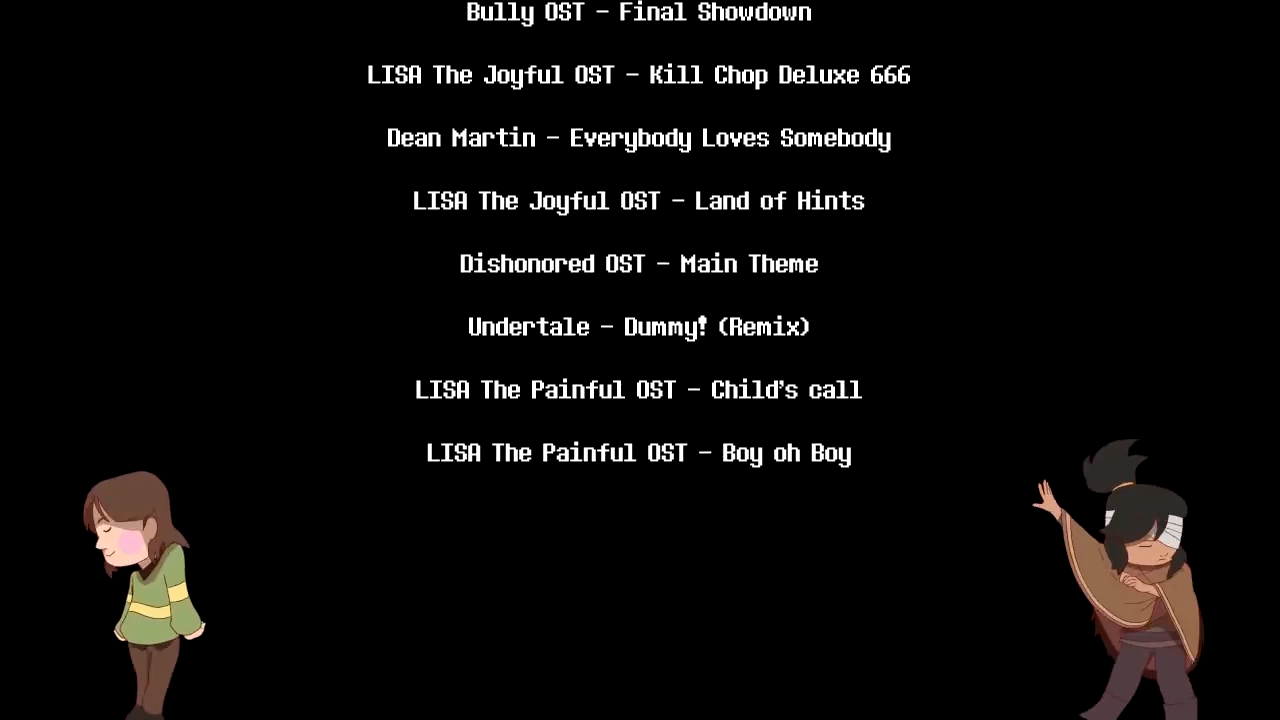 Bully OST - Final Showdown
LISA The Joyful OST - Kill Chop Deluxe 666
Dean Martin - Everybody Loves Somebody
LISA The Joyful OST - Land of Hints
Dishonored OST - Main Theme
Undertale - Dummy! (Remix)
LISA The Painful OST - Child's call
LISA The Painful OST - Boy oh Boy